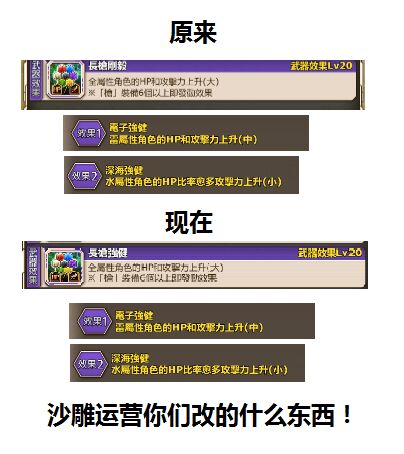 原来
武器效果
長槍剛毅
武器效果Lv20
全屬性角色的HP和攻擊力上升(大)
※「槍」裝備6個以上即發動效果
效果1
電子強健
雷屬性角色的HP和攻擊力上升(中)
效果2
深海強健
水屬性角色的HP比率愈多攻擊力上升(小)
现在
武器效果
長槍強健
武器效果Lv20
全屬性角色的HP和攻擊力上升(大)
※「槍」裝備6個以上即發動效果
效果1
電子強健
雷屬性角色的HP和攻擊力上升(中)
效果2
深海強健
水屬性角色的HP比率愈多攻擊力上升(小)
沙雕运营你们改的什么东西！